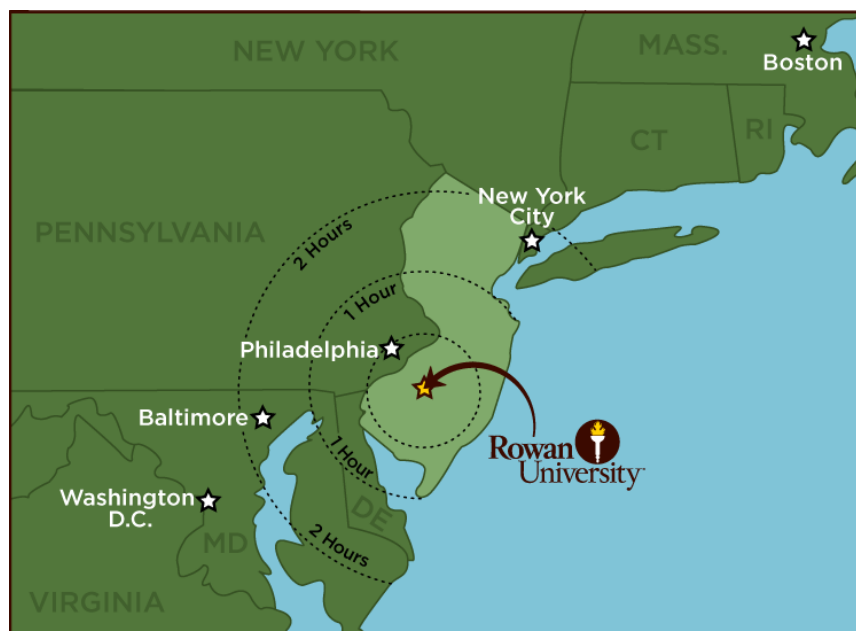 NEW YORK
MASS.
Boston
CT
RI
New York
City
PENNSYLVANIA
2 Hours
1 Hour
Philadelphia
Baltimore
Rowan
University
1 Hour
Washington
D.C.
DE
MD
2 Hours
VIRGINIA